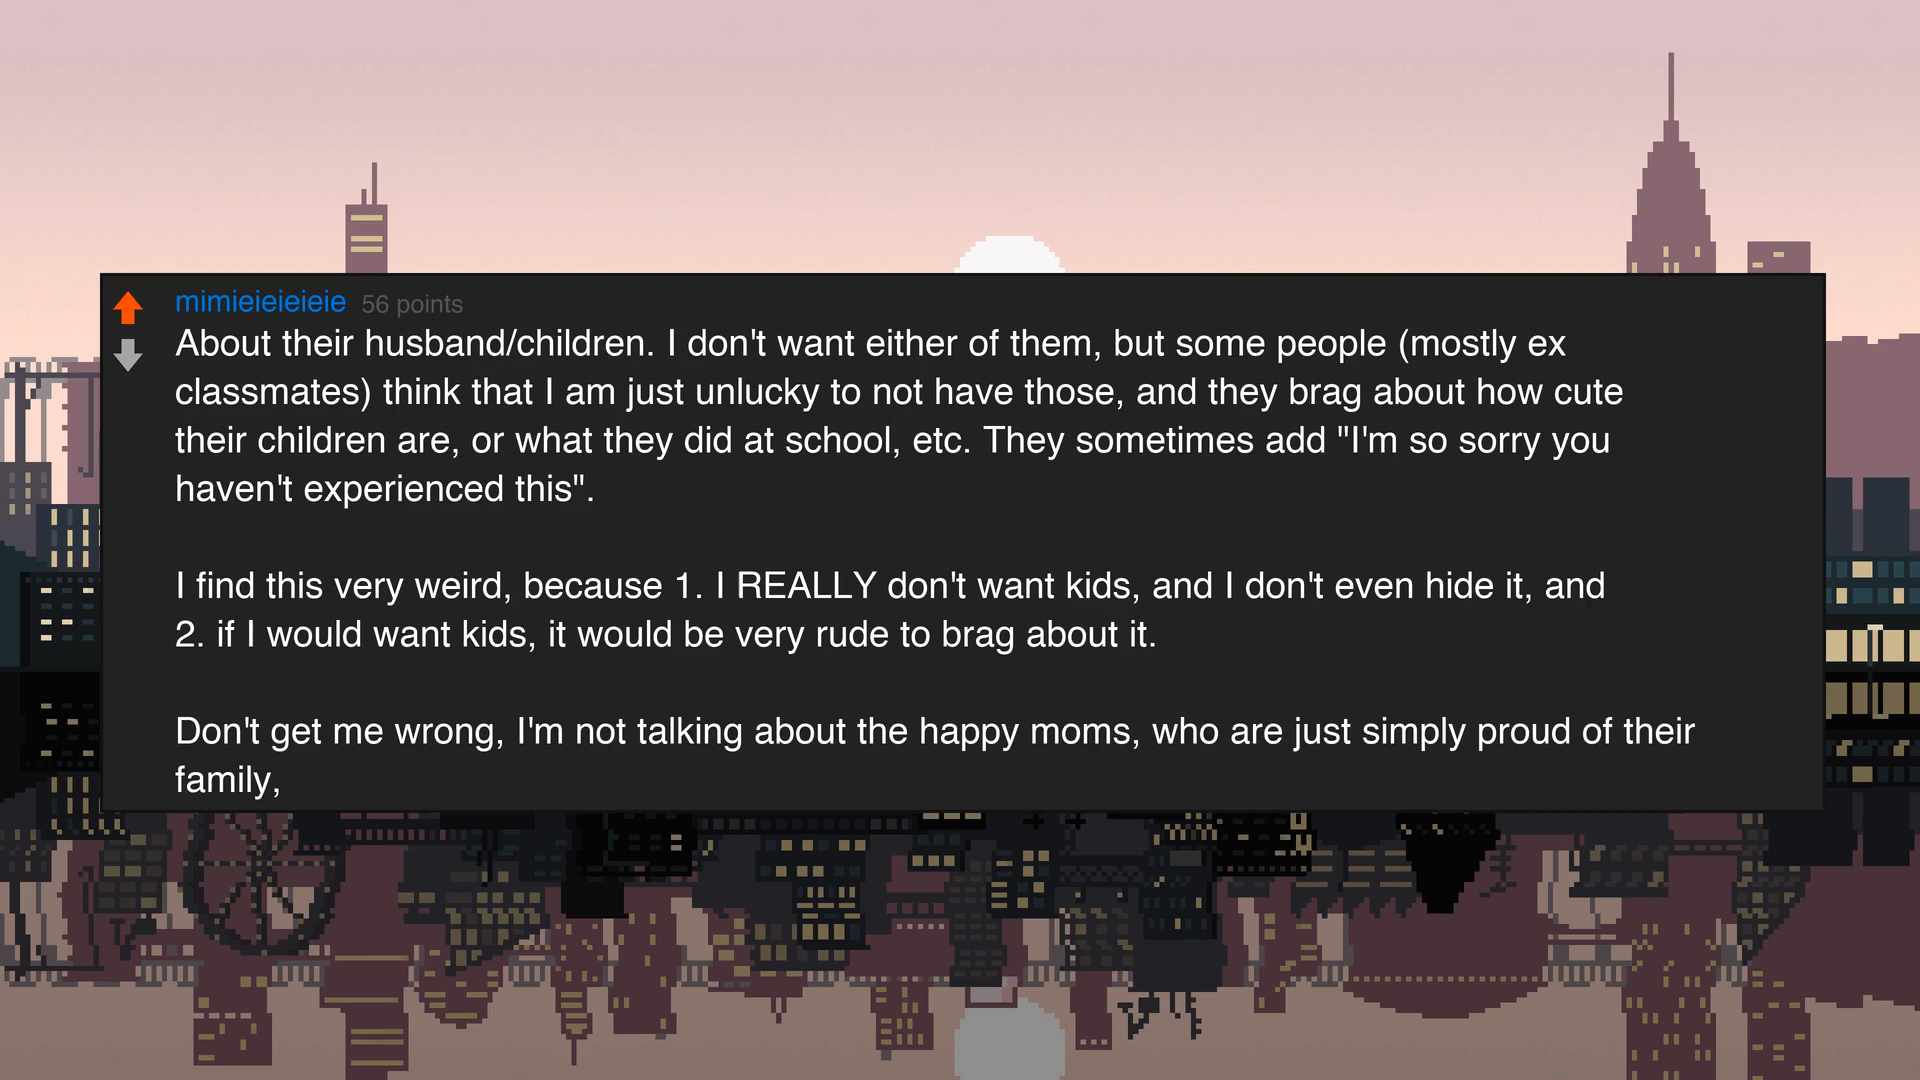 mimieieieieie 56 points
About their husband/children. I don't want either of them, but some people (mostly ex
classmates) think that I am just unlucky to not have those, and they brag about how cute
their children are, or what they did at school, etc. They sometimes add "I'm so sorry you
haven't experienced this".
I find this very weird, because 1. I REALLY don't want kids, and I don't even hide it, and
2. if I would want kids, it would be very rude to brag about it.
Don't get me wrong, I'm not talking about the happy moms, who are just simply proud of their
family,